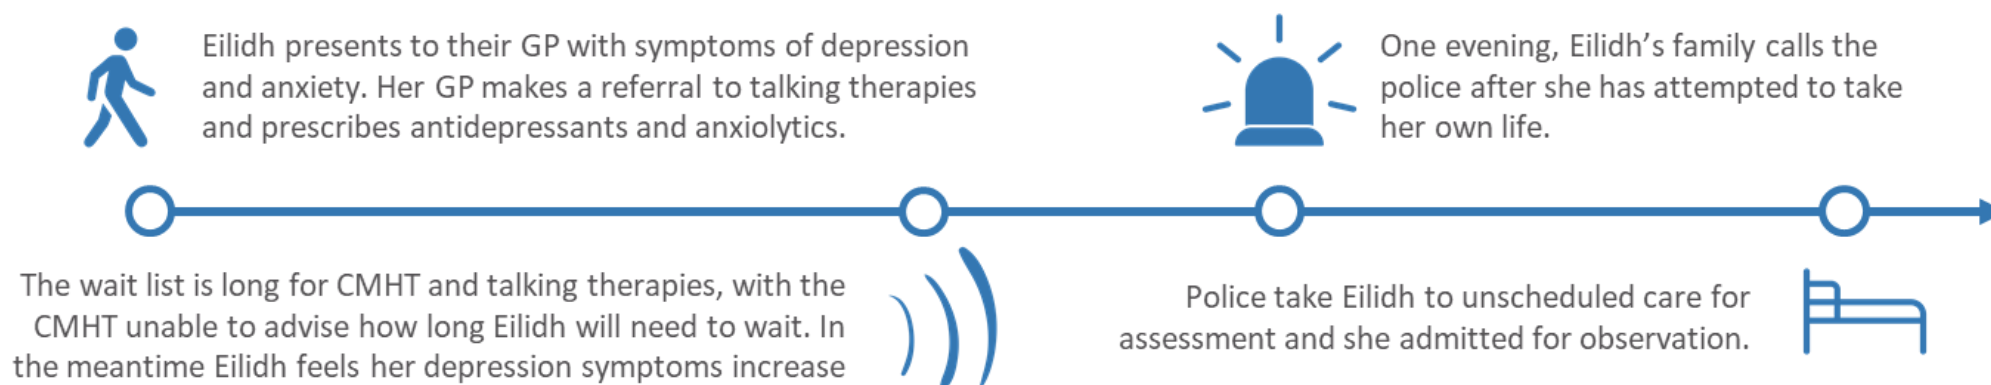 Eilidh presents to their GP with symptoms of depression
and anxiety. Her GP makes a referral to talking therapies
and prescribes antidepressants and anxiolytics.
The wait list is long for CMHT and talking therapies, with the
CMHT unable to advise how long Eilidh will need to wait. In
the meantime Eilidh feels her depression symptoms increase
One evening, Eilidh’s family calls the
police after she has attempted to take
her own life.
Police take Eilidh to unscheduled care for
assessment and she admitted for observation.